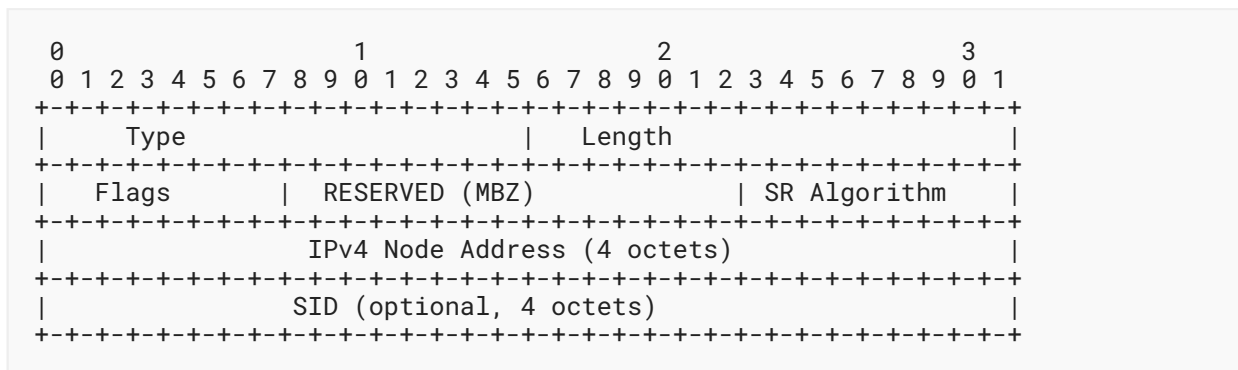 0                   1                   2                   3
 0 1 2 3 4 5 6 7 8 9 0 1 2 3 4 5 6 7 8 9 0 1 2 3 4 5 6 7 8 9 0 1
+-+-+-+-+-+-+-+-+-+-+-+-+-+-+-+-+-+-+-+-+-+-+-+-+-+-+-+-+-+-+-+-+
|     Type                      |   Length                      |
+-+-+-+-+-+-+-+-+-+-+-+-+-+-+-+-+-+-+-+-+-+-+-+-+-+-+-+-+-+-+-+-+
|   Flags       |  RESERVED (MBZ)             | SR Algorithm    |
+-+-+-+-+-+-+-+-+-+-+-+-+-+-+-+-+-+-+-+-+-+-+-+-+-+-+-+-+-+-+-+-+
|                 IPv4 Node Address (4 octets)                  |
+-+-+-+-+-+-+-+-+-+-+-+-+-+-+-+-+-+-+-+-+-+-+-+-+-+-+-+-+-+-+-+-+
|                SID (optional, 4 octets)                       |
+-+-+-+-+-+-+-+-+-+-+-+-+-+-+-+-+-+-+-+-+-+-+-+-+-+-+-+-+-+-+-+-+